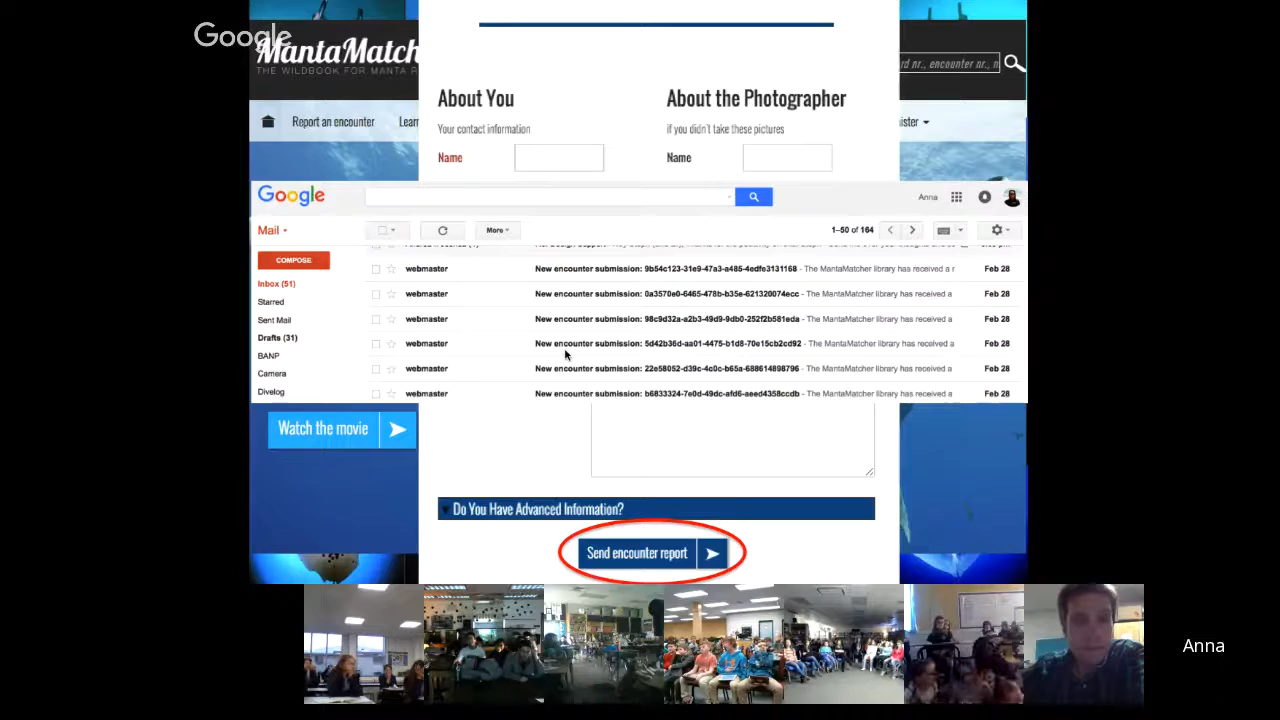 Google
MantaMatch
THE WILDBOOK FOR MANTA R
rd nr., encounter nr., n
About You
About the Photographer
Your contact information
if you didn't take these pictures
Report an encounter
Lear
ister
Name
Name
Google
Anna
Mail
More
1–50 of 164
COMPOSE
Inbox (51)
Starred
Sent Mail
Drafts (31)
BANP
Camera
Divelog
webmaster New encounter submission: 9b54c123-31e9-47a3-a485-4edfe3131168 - The MantaMatcher library has received a r Feb 28
webmaster New encounter submission: 0a3570e0-6465-478b-b35e-621320074ecc - The MantaMatcher library has received a Feb 28
webmaster New encounter submission: 98c9d32a-a2b3-49d9-9db0-252f2b581eda - The MantaMatcher library has received a Feb 28
webmaster New encounter submission: 5d42b36d-aa01-4475-b1d8-70e15cb2cd92 - The MantaMatcher library has received a Feb 28
webmaster New encounter submission: 22e58052-d39c-4c0c-b65a-688614898796 - The MantaMatcher library has received a Feb 28
webmaster New encounter submission: b6833324-7e0d-49dc-afd6-aeed4358ccdb - The MantaMatcher library has received a Feb 28
Watch the movie
Do You Have Advanced Information?
Send encounter report
Anna